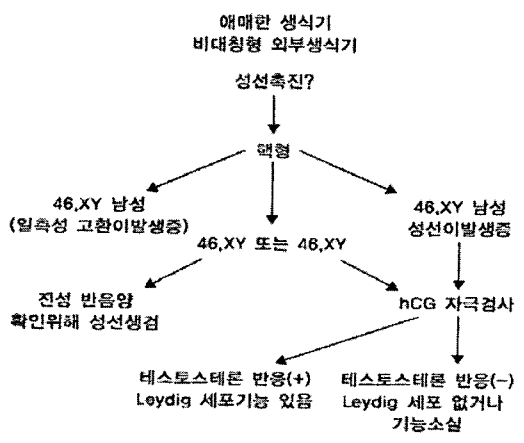 애매한 생식기
비대칭형 외부생식기
성선촉진?
핵형
46,XY 남성
(일측성 고환이발생증)
46,XY 또는 46,XY
46,XY 남성
성선이발생증
진성 반음양
확인위해 성선생검
hCG 자극검사
테스토스테론 반응(+)
Leydig 세포기능 있음
테스토스테론 반응(−)
Leydig 세포 없거나
기능소실